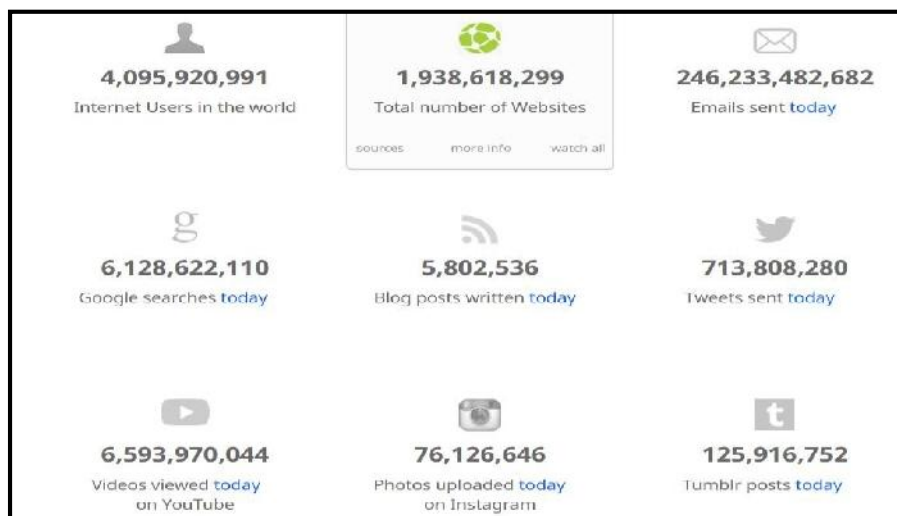 4,095,920,991
Internet Users in the world
1,938,618,299
Total number of Websites
sources more info watch all
246,233,482,682
Emails sent today
g
6,128,622,110
Google searches today
5,802,536
Blog posts written today
713,808,280
Tweets sent today
6,593,970,044
Videos viewed today
on YouTube
76,126,646
Photos uploaded today
on Instagram
t
125,916,752
Tumblr posts today